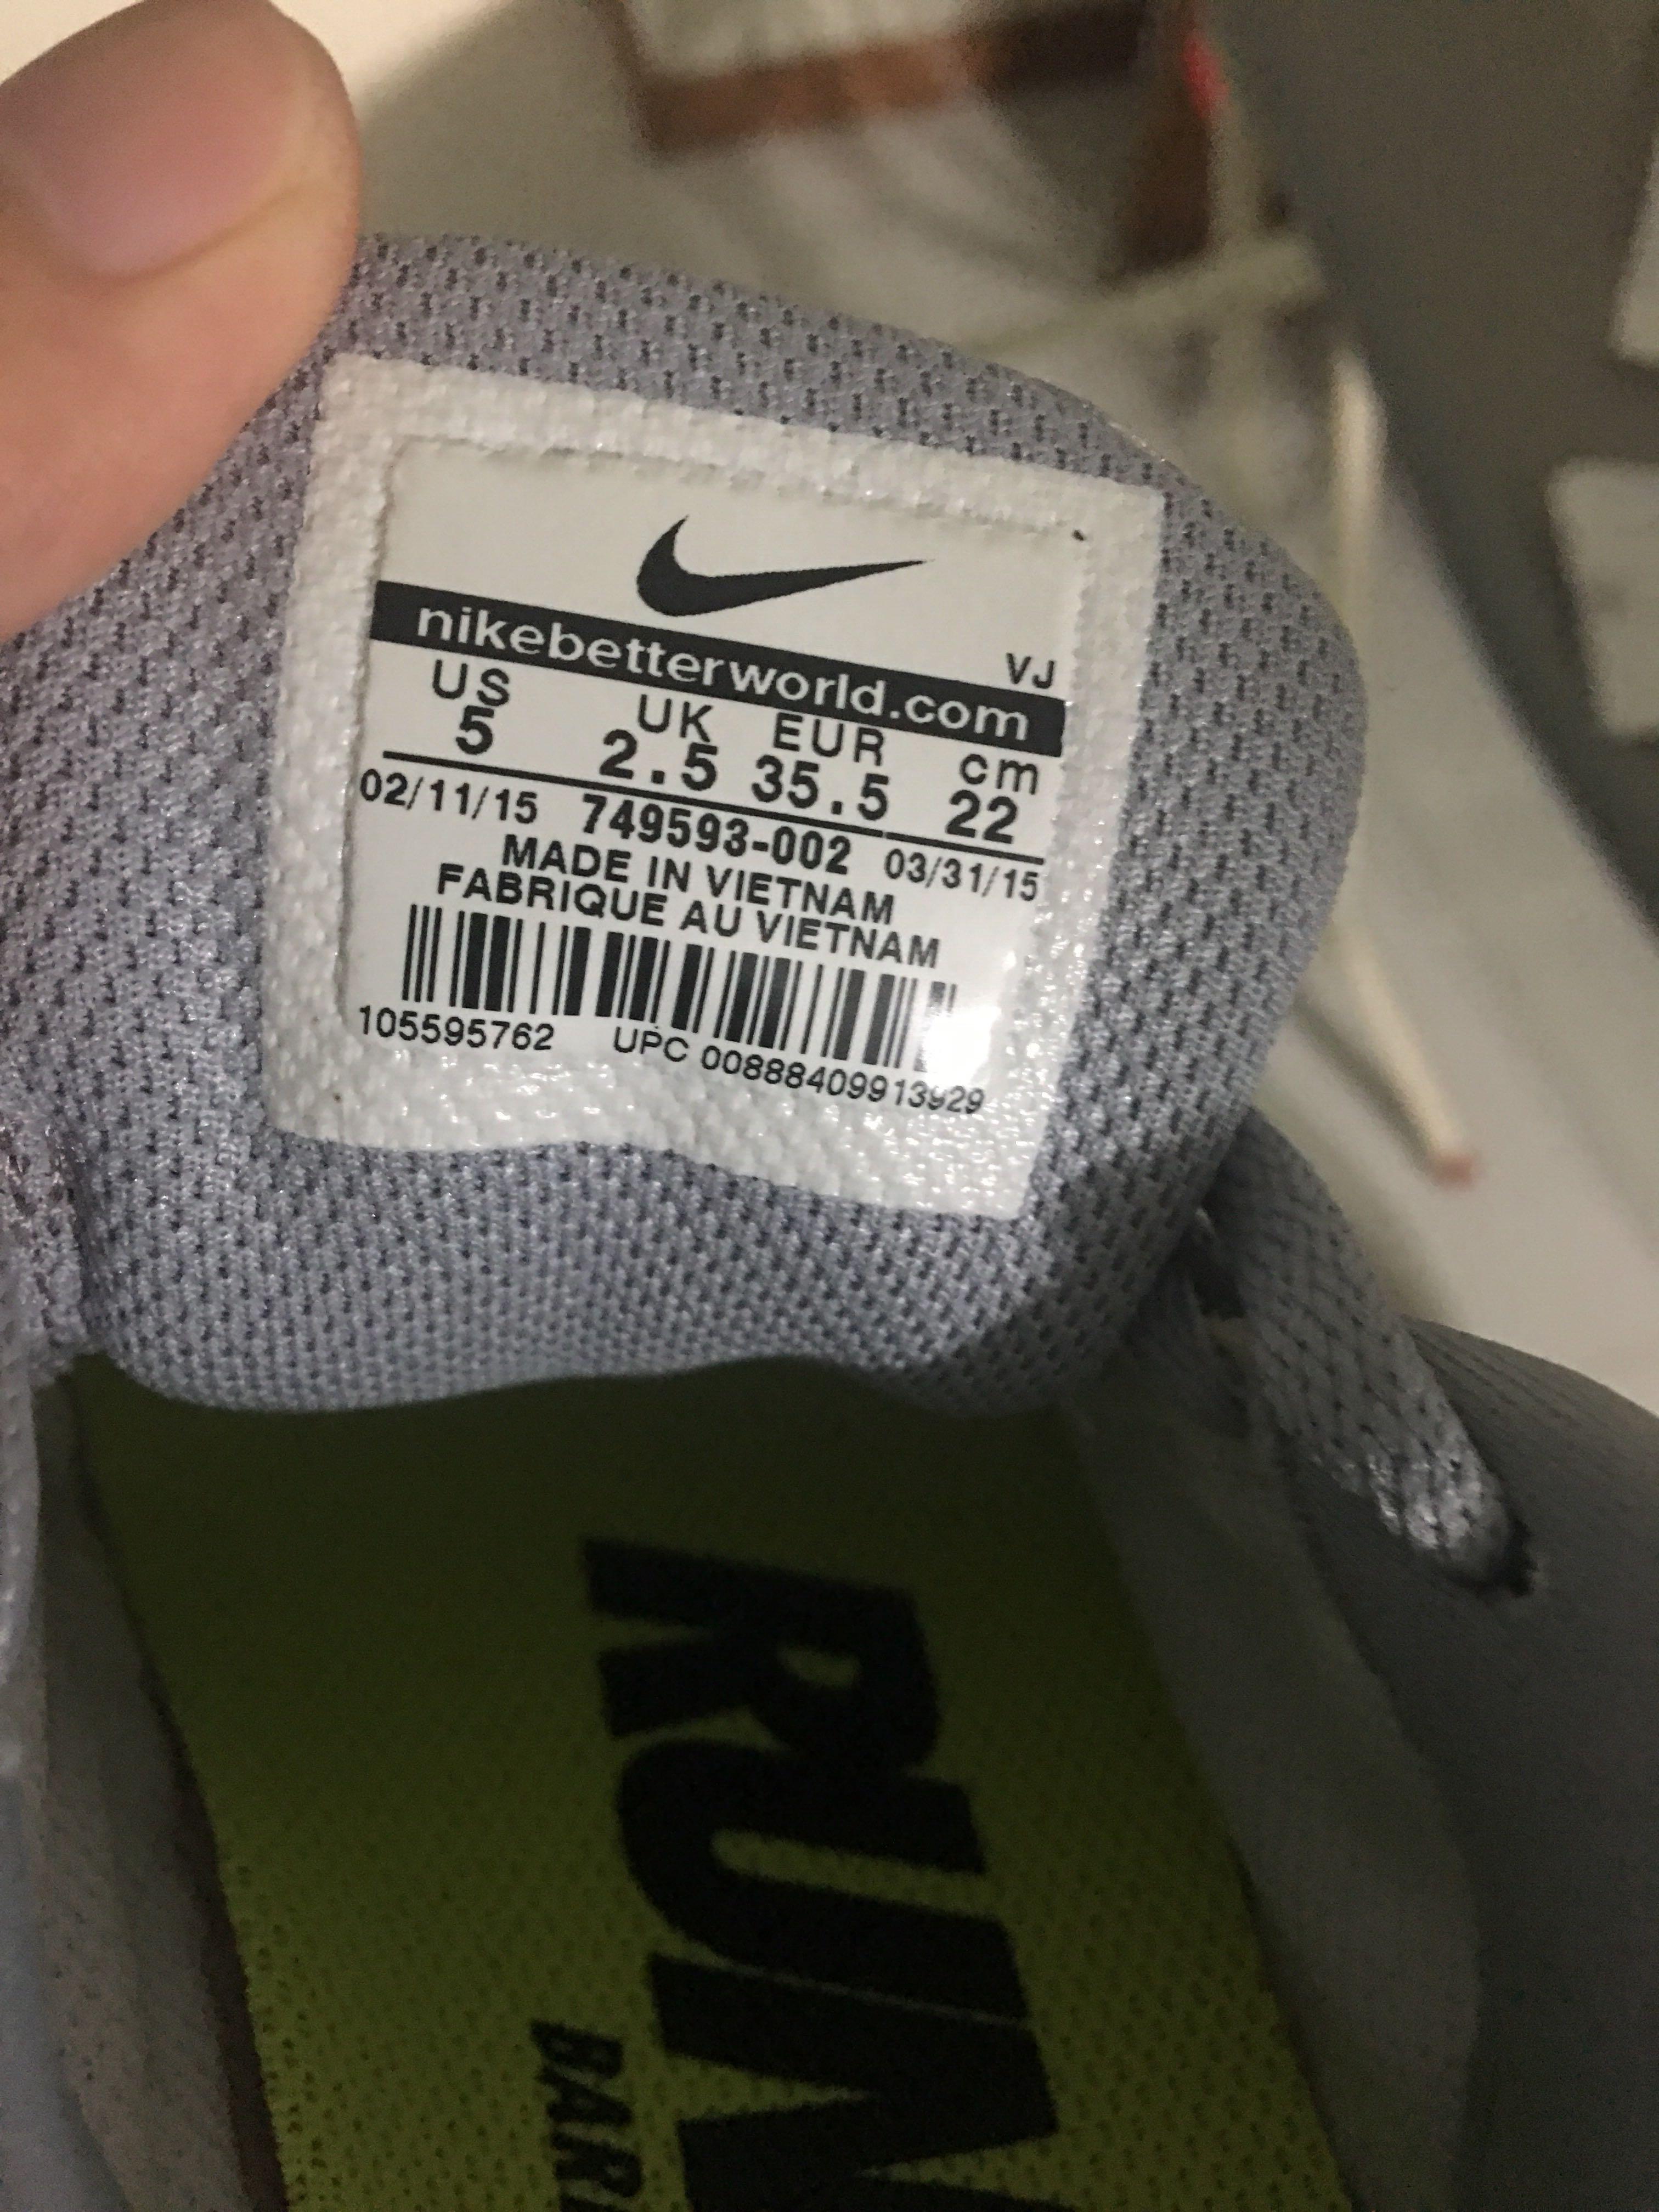 nikebetterworld.com
VJ
US UK EUR cm
5 2.5 35.5 22
02/11/15 749593-002 03/31/15
MADE IN VIETNAM
FABRIQUE AU VIETNAM
105595762 UPC 00888409913929
RUN